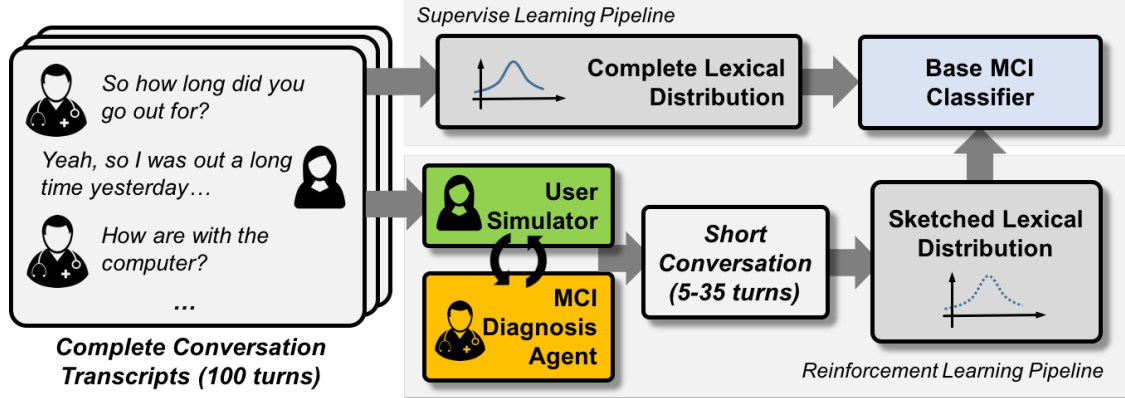 So how long did you
go out for?
Yeah, so I was out a long
time yesterday…
How are with the
computer?
…
Complete Conversation
Transcripts (100 turns)
Supervise Learning Pipeline
Complete Lexical
Distribution
Base MCI
Classifier
User
Simulator
MCI
Diagnosis
Agent
Short
Conversation
(5-35 turns)
Sketched Lexical
Distribution
Reinforcement Learning Pipeline